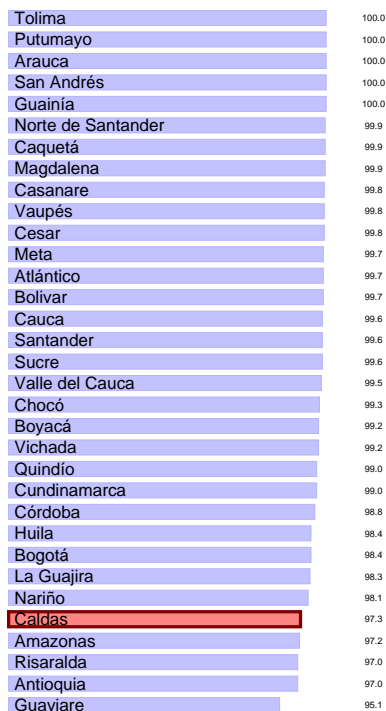 Tolima 100.0
Putumayo 100.0
Arauca 100.0
San Andrés 100.0
Guainía 100.0
Norte de Santander 99.9
Caquetá 99.9
Magdalena 99.9
Casanare 99.8
Vaupés 99.8
Cesar 99.8
Meta 99.7
Atlántico 99.7
Bolivar 99.7
Cauca 99.6
Santander 99.6
Sucre 99.6
Valle del Cauca 99.5
Chocó 99.3
Boyacá 99.2
Vichada 99.2
Quindío 99.0
Cundinamarca 99.0
Córdoba 98.8
Huila 98.4
Bogotá 98.4
La Guajira 98.3
Nariño 98.1
Caldas 97.3
Amazonas 97.2
Risaralda 97.0
Antioquia 97.0
Guaviare 95.1